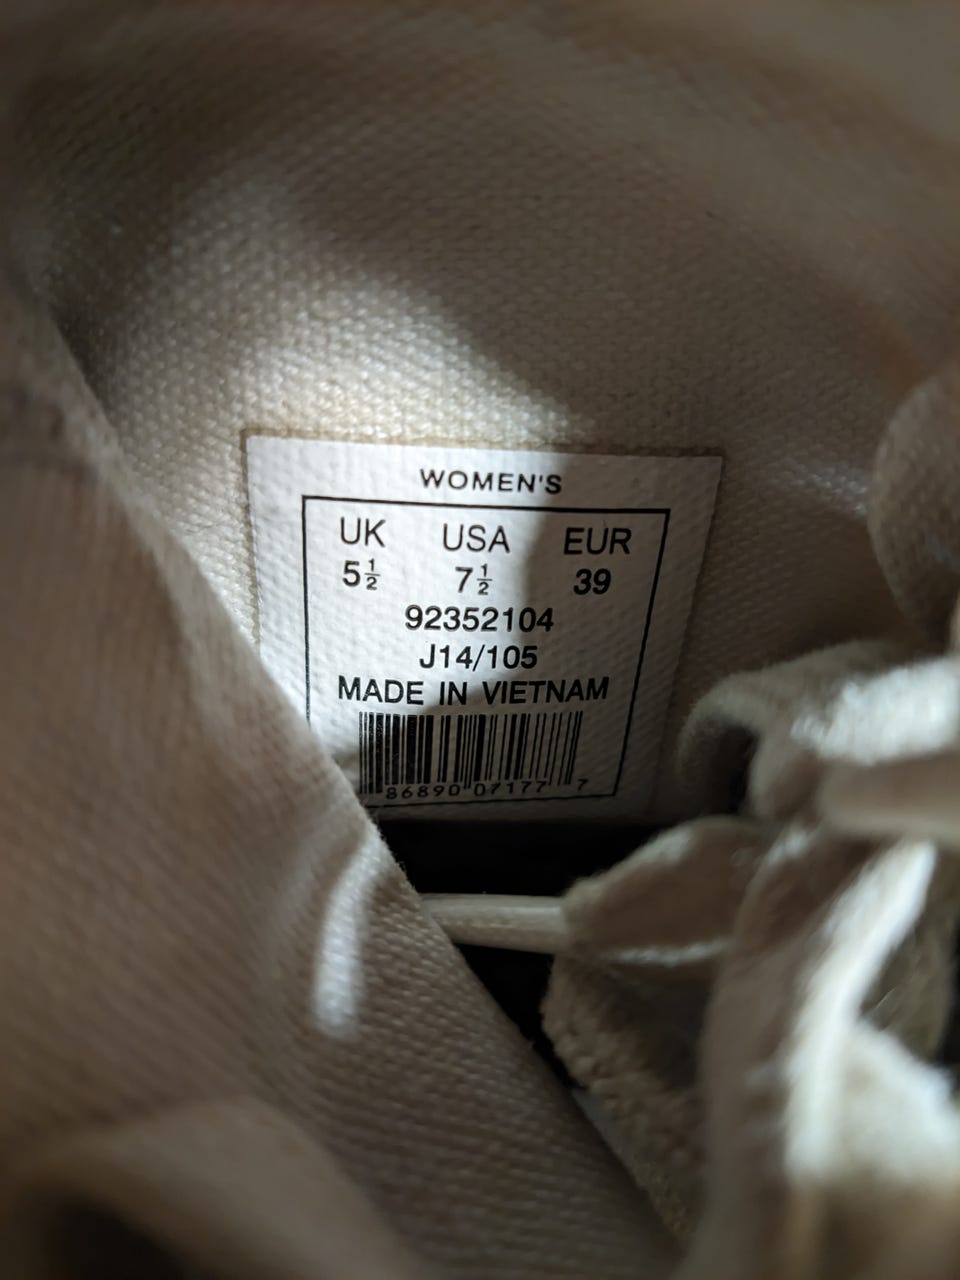 WOMEN'S
UK USA EUR
5½ 7½ 39
92352104
J14/105
MADE IN VIETNAM
86890 07177 7